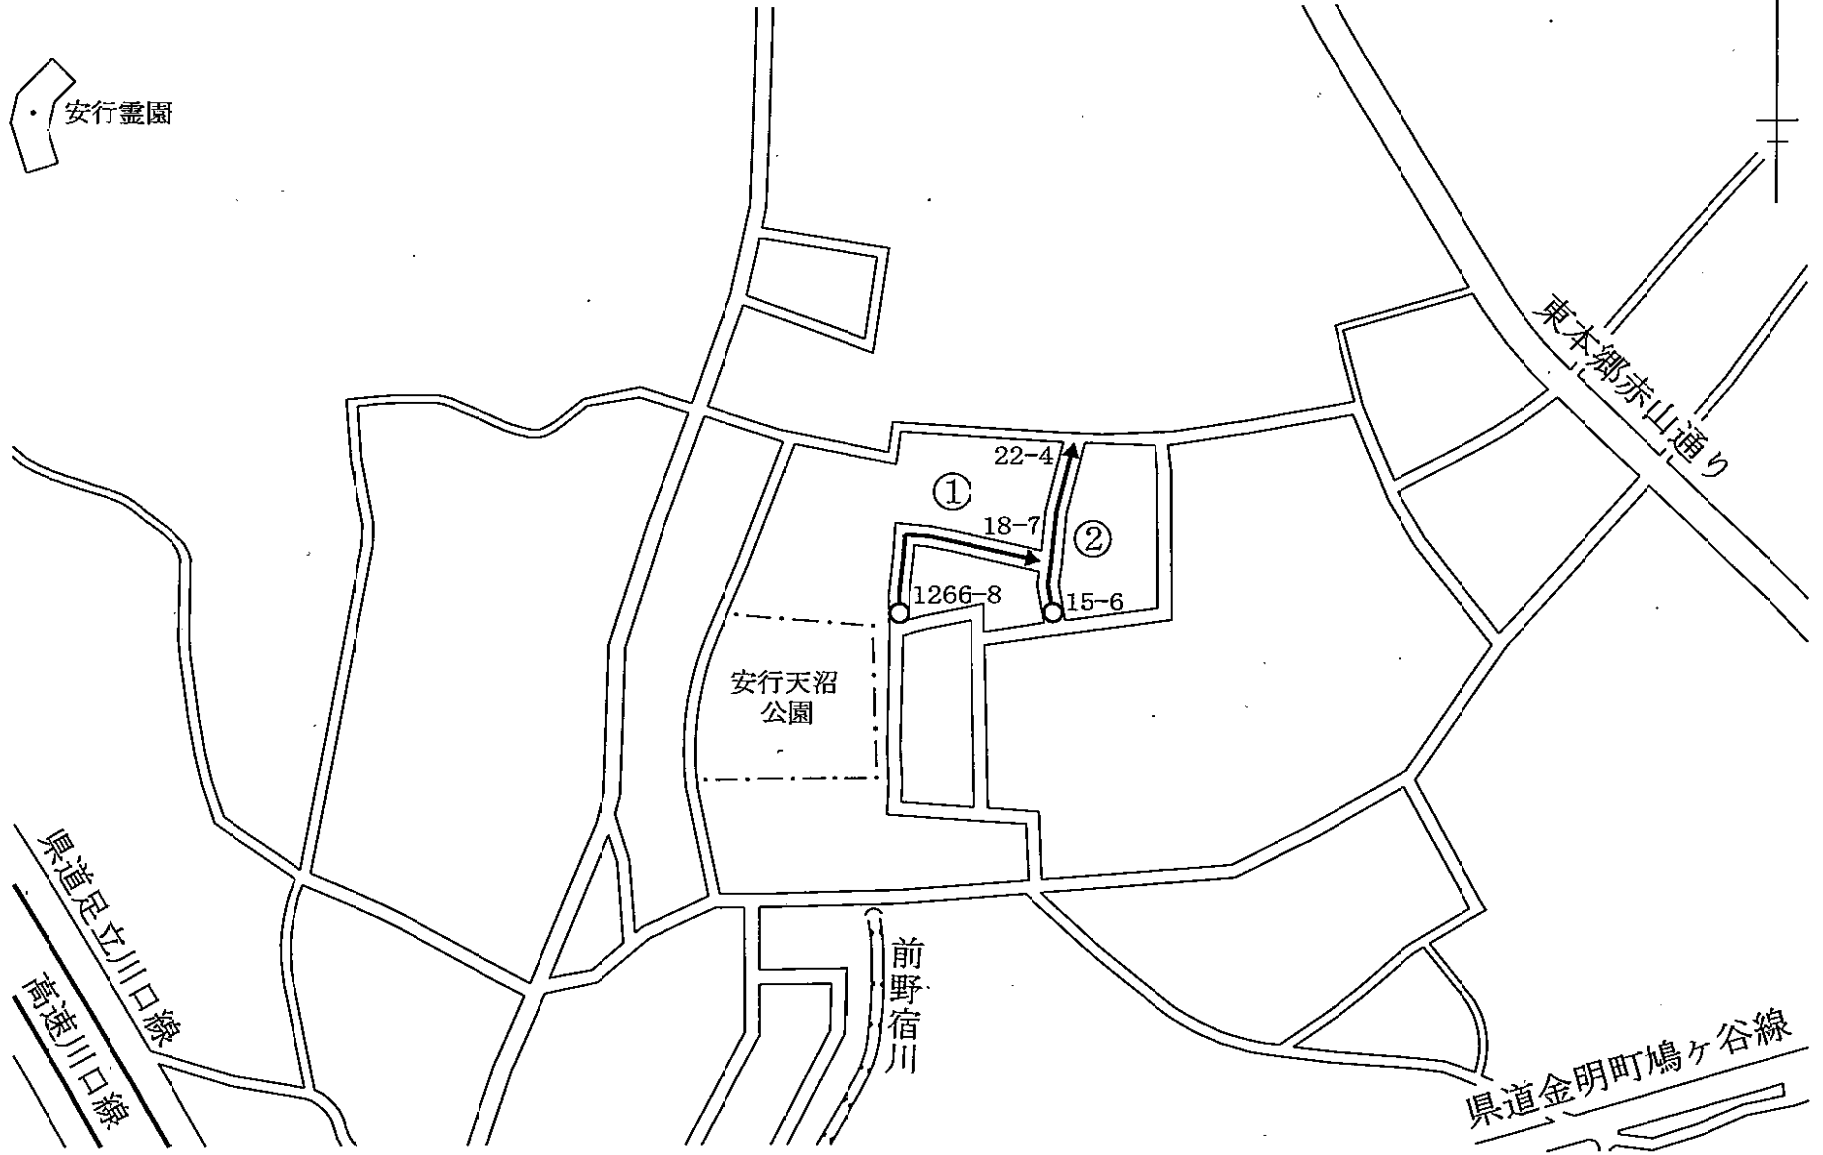 安行霊園
東本郷赤山通り
22-4
①
18-7
②
1266-8
15-6
安行天沼
公園
県道足立川口線
高速川口線
前野宿川
県道金明町鳩ヶ谷線